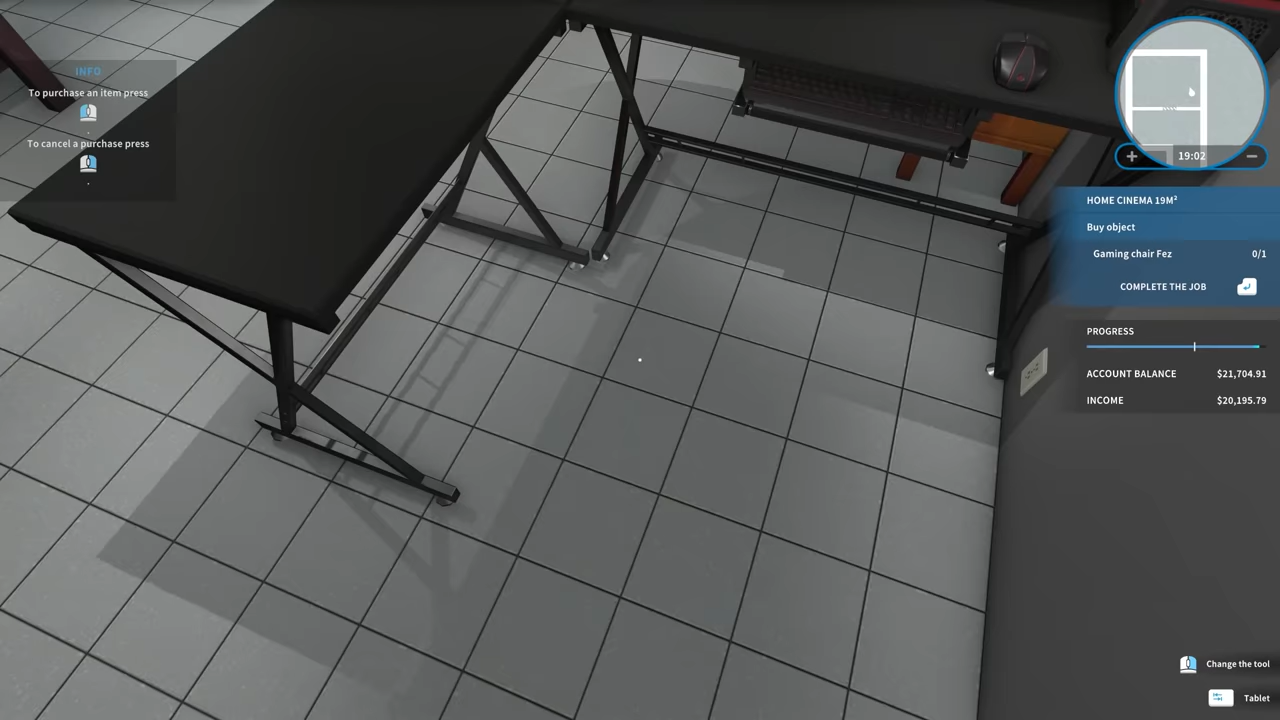 INFO
To purchase an item press
.
To cancel a purchase press
.
19:02
HOME CINEMA 19M²
Buy object
Gaming chair Fez 0/1
COMPLETE THE JOB
PROGRESS
ACCOUNT BALANCE $21,704.91
INCOME $20,195.79
Change the tool
Tablet